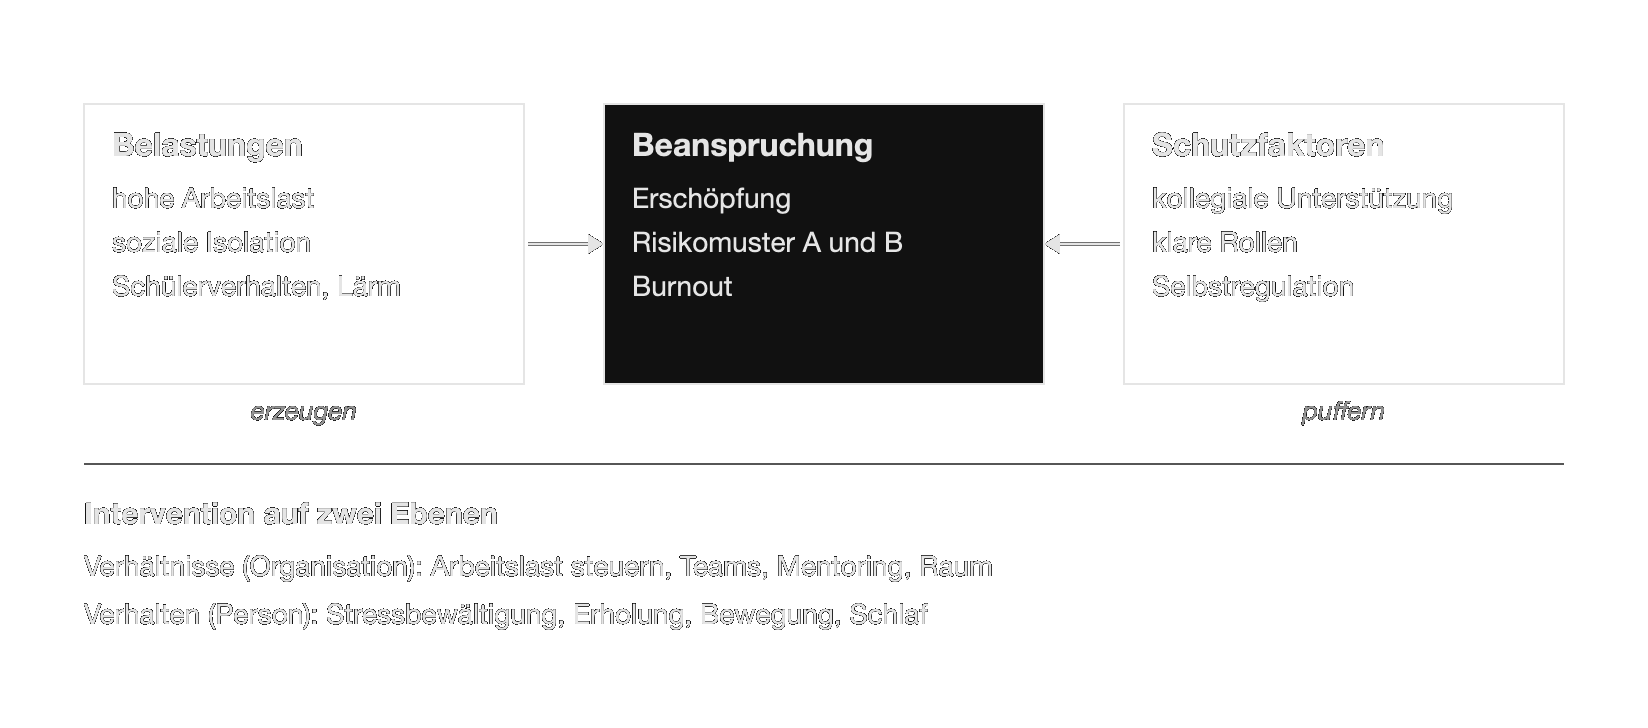 Belastungen
hohe Arbeitslast
soziale Isolation
Schülerverhalten, Lärm
erzeugen
Beanspruchung
Erschöpfung
Risikomuster A und B
Burnout
Schutzfaktoren
kollegiale Unterstützung
klare Rollen
Selbstregulation
puffern
Intervention auf zwei Ebenen
Verhältnisse (Organisation): Arbeitslast steuern, Teams, Mentoring, Raum
Verhalten (Person): Stressbewältigung, Erholung, Bewegung, Schlaf